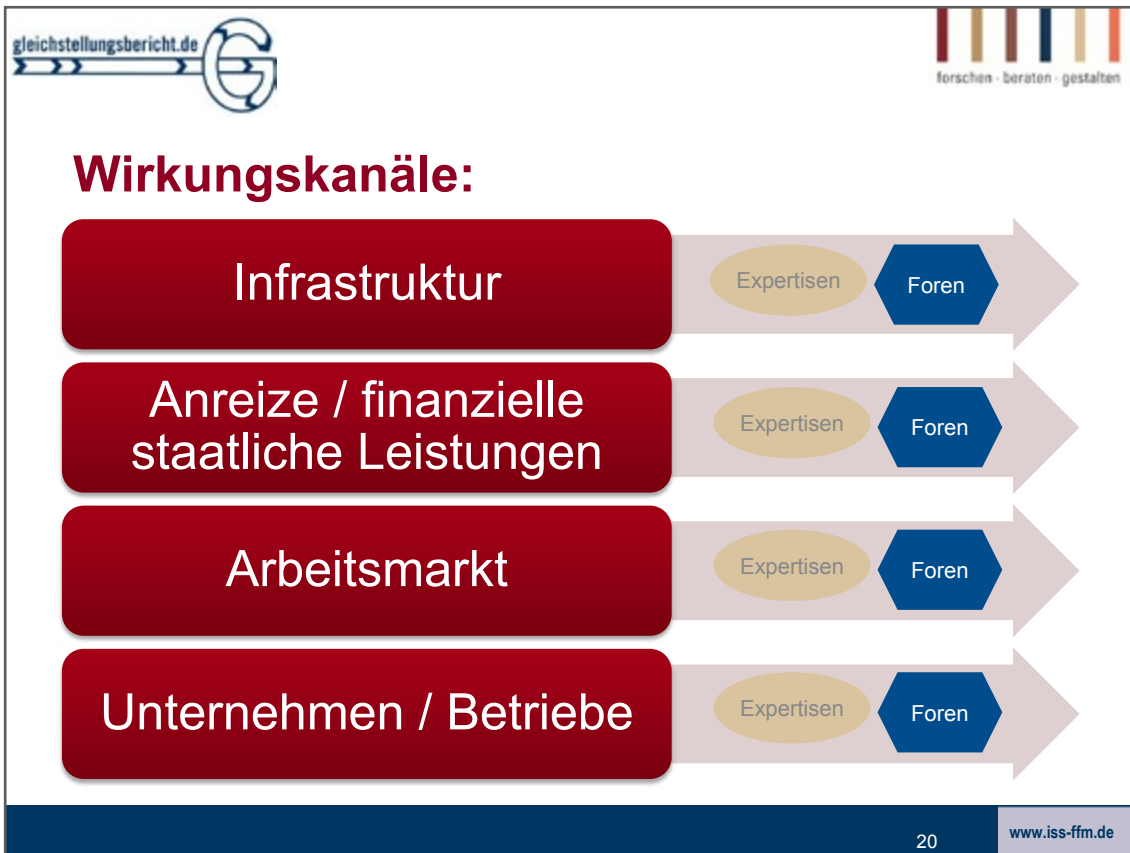 gleichstellungsbericht.de
forschen - beraten - gestalten
Wirkungskanäle:
Infrastruktur
Expertisen
Foren
Anreize / finanzielle
staatliche Leistungen
Expertisen
Foren
Arbeitsmarkt
Expertisen
Foren
Unternehmen / Betriebe
Expertisen
Foren
20
www.iss-ffm.de